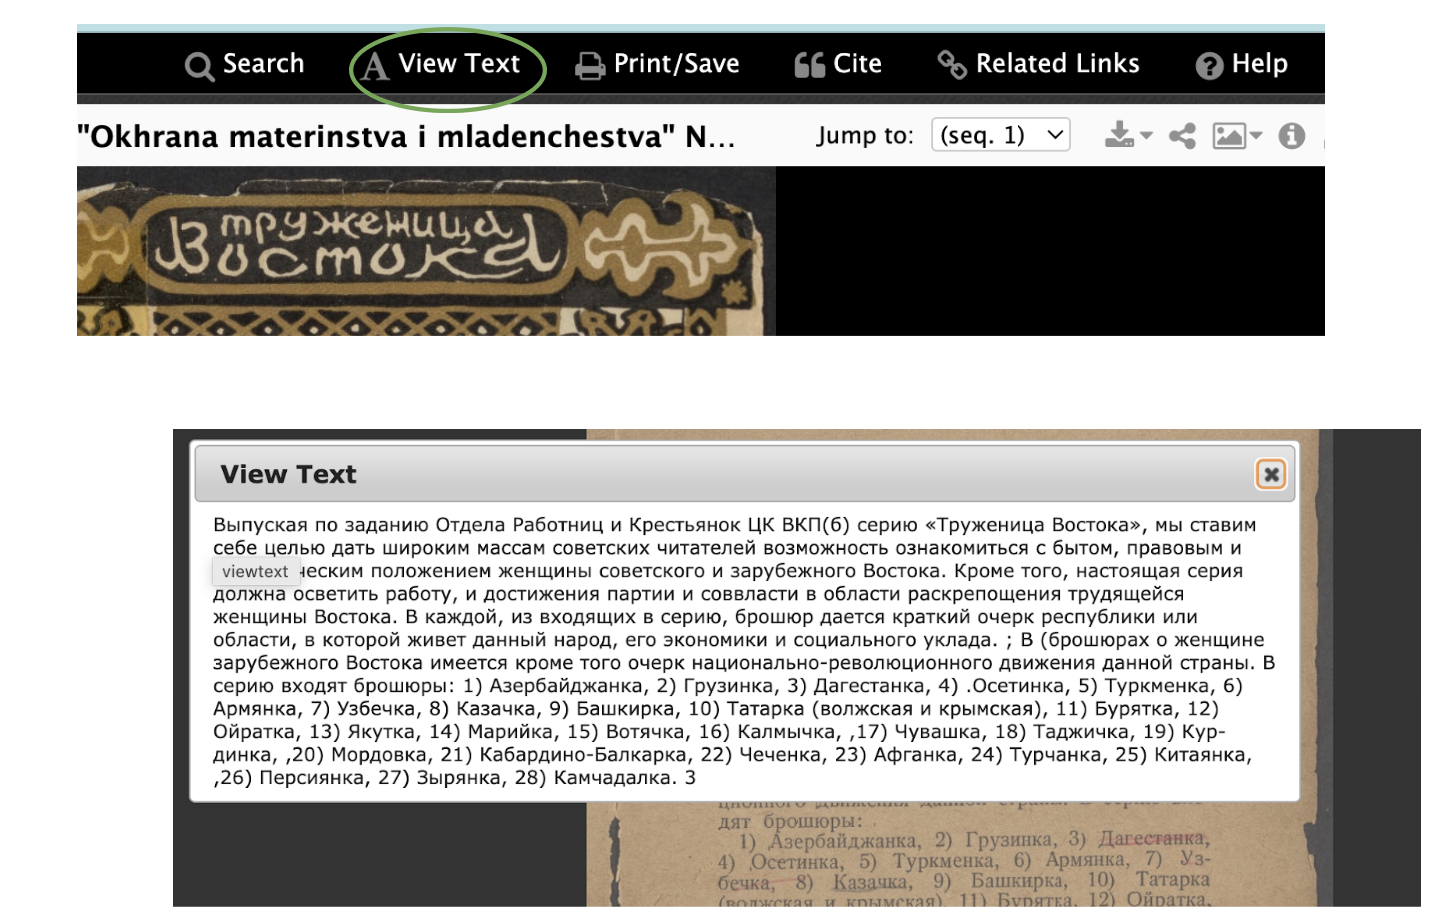 Search View Text Print/Save Cite Related Links Help
"Okhrana materinstva i mladenchestva" N... Jump to: (seq. 1)
труженица
Востока
View Text
Выпуская по заданию Отдела Работниц и Крестьянок ЦК ВКП(б) серию «Труженица Востока», мы ставим
себе целью дать широким массам советских читателей возможность ознакомиться с бытом, правовым и
viewtext ческим положением женщины советского и зарубежного Востока. Кроме того, настоящая серия
должна осветить работу, и достижения партии и соввласти в области раскрепощения трудящейся
женщины Востока. В каждой, из входящих в серию, брошюр дается краткий очерк республики или
области, в которой живет данный народ, его экономики и социального уклада. ; В (брошюрах о женщине
зарубежного Востока имеется кроме того очерк национально-революционного движения данной страны. В
серию входят брошюры: 1) Азербайджанка, 2) Грузинка, 3) Дагестанка, 4) .Осетинка, 5) Туркменка, 6)
Армянка, 7) Узбечка, 8) Казачка, 9) Башкирка, 10) Татарка (волжская и крымская), 11) Бурятка, 12)
Ойратка, 13) Якутка, 14) Марийка, 15) Вотячка, 16) Калмычка, ,17) Чувашка, 18) Таджичка, 19) Кур-
динка, ,20) Мордовка, 21) Кабардино-Балкарка, 22) Чеченка, 23) Афганка, 24) Турчанка, 25) Китаянка,
,26) Персиянка, 27) Зырянка, 28) Камчадалка. 3
дят брошюры:
1) Азербайджанка, 2) Грузинка, 3) Дагестанка,
4) Осетинка, 5) Туркменка, 6) Армянка, 7) Уз-
бечка, 8) Казачка, 9) Башкирка, 10) Татарка
(волжская и крымская), 11) Бурятка, 12) Ойратка,